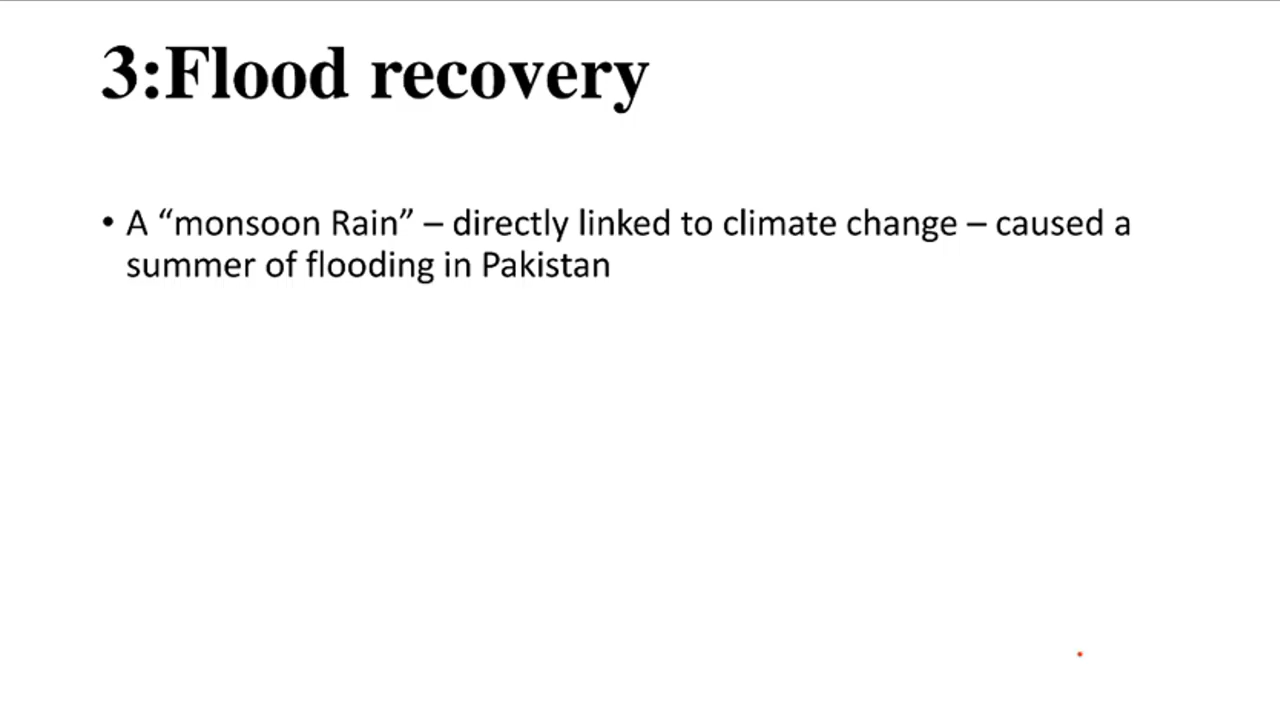 3:Flood recovery
• A “monsoon Rain” – directly linked to climate change – caused a
summer of flooding in Pakistan